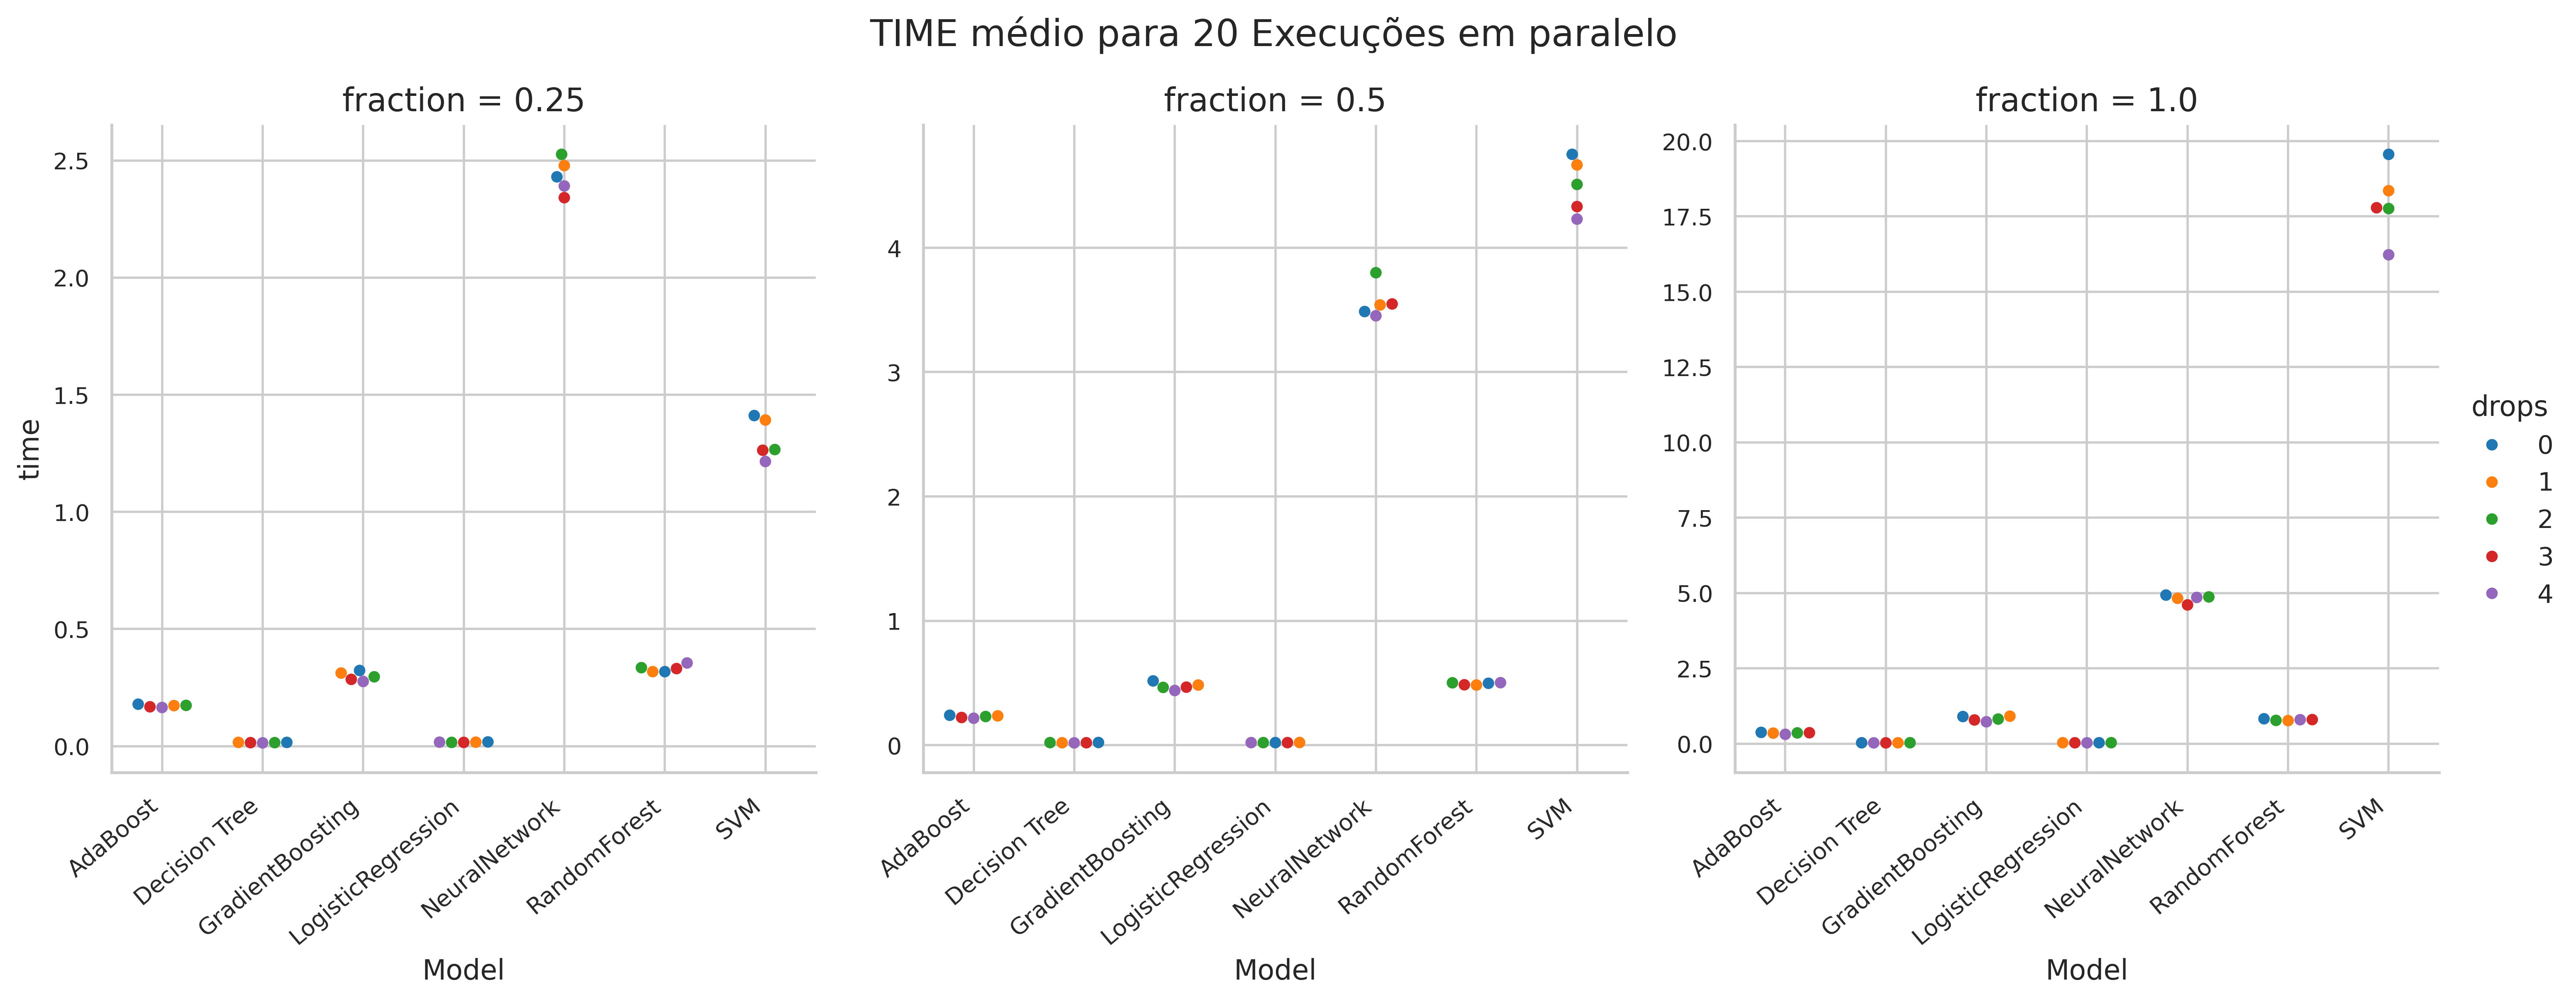 TIME médio para 20 Execuções em paralelo
fraction = 0.25
fraction = 0.5
fraction = 1.0
time
2.5
2.0
1.5
1.0
0.5
0.0
AdaBoost
Decision Tree
GradientBoosting
LogisticRegression
NeuralNetwork
RandomForest
SVM
Model
4
3
2
1
0
AdaBoost
Decision Tree
GradientBoosting
LogisticRegression
NeuralNetwork
RandomForest
SVM
Model
20.0
17.5
15.0
12.5
10.0
7.5
5.0
2.5
0.0
AdaBoost
Decision Tree
GradientBoosting
LogisticRegression
NeuralNetwork
RandomForest
SVM
Model
drops
0
1
2
3
4